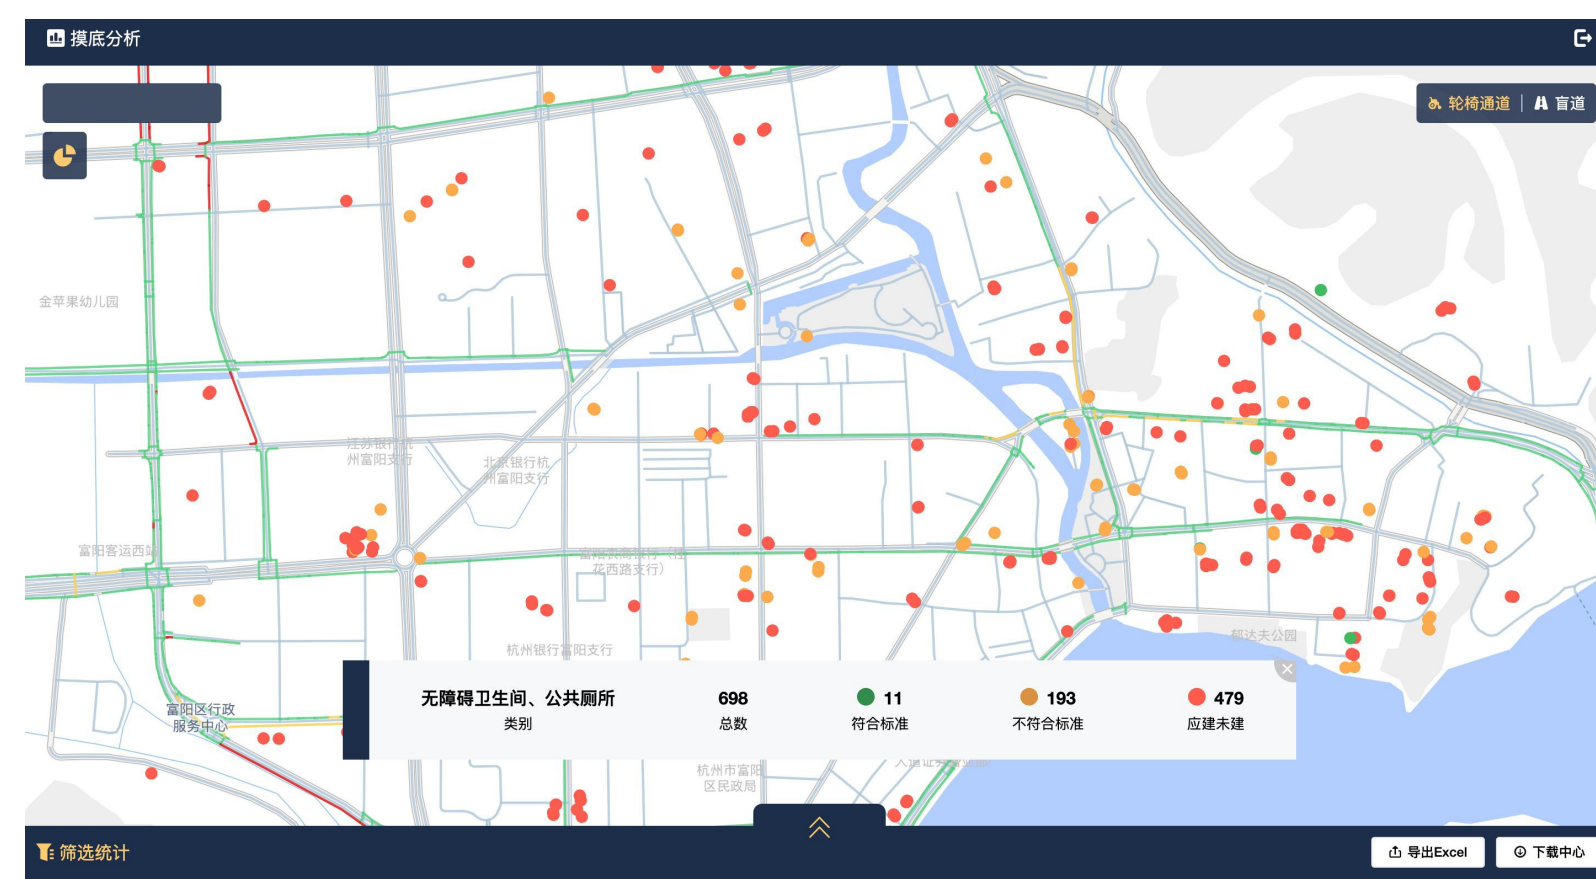 摸底分析
轮椅通道
盲道
金苹果幼儿园
江苏银行杭
州富阳支行
北京银行杭
州富阳支行
富阳客运西站
花西路支行）
郁达夫公园
杭州银行富阳支行
富阳区行政
服务中心
无障碍卫生间、公共厕所
698
11
193
479
类别
总数
符合标准
不符合标准
应建未建
杭州市富阳
区民政局
筛选统计
导出Excel
下载中心